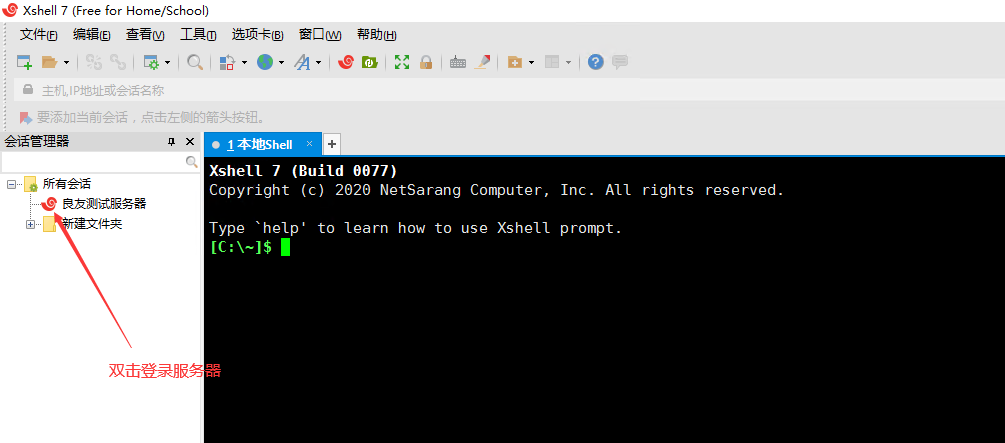 Xshell 7 (Free for Home/School)
文件(F) 编辑(E) 查看(V) 工具(T) 选项卡(B) 窗口(W) 帮助(H)
主机,IP地址或会话名称
要添加当前会话，点击左侧的箭头按钮。
会话管理器
1 本地Shell
所有会话
良友测试服务器
新建文件夹
双击登录服务器
Xshell 7 (Build 0077)
Copyright (c) 2020 NetSarang Computer, Inc. All rights reserved.
Type `help' to learn how to use Xshell prompt.
[C:\~]$